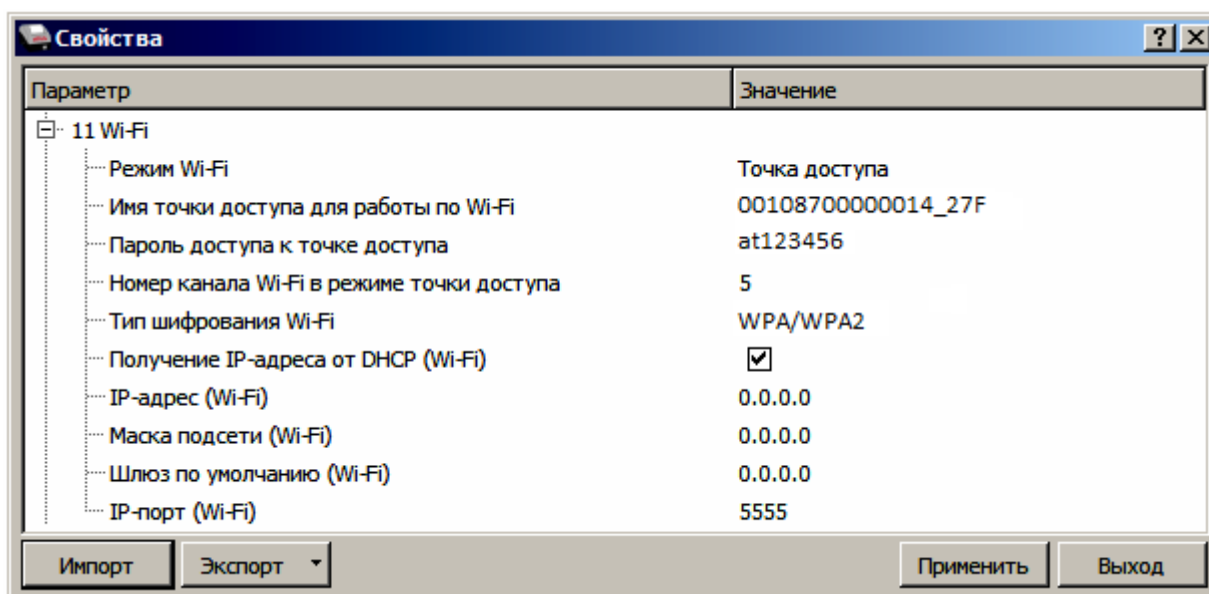 Свойства
Параметр Значение
11 Wi-Fi
Режим Wi-Fi Точка доступа
Имя точки доступа для работы по Wi-Fi 00108700000014_27F
Пароль доступа к точке доступа at123456
Номер канала Wi-Fi в режиме точки доступа 5
Тип шифрования Wi-Fi WPA/WPA2
Получение IP-адреса от DHCP (Wi-Fi)
IP-адрес (Wi-Fi) 0.0.0.0
Маска подсети (Wi-Fi) 0.0.0.0
Шлюз по умолчанию (Wi-Fi) 0.0.0.0
IP-порт (Wi-Fi) 5555
Импорт Экспорт Применить Выход